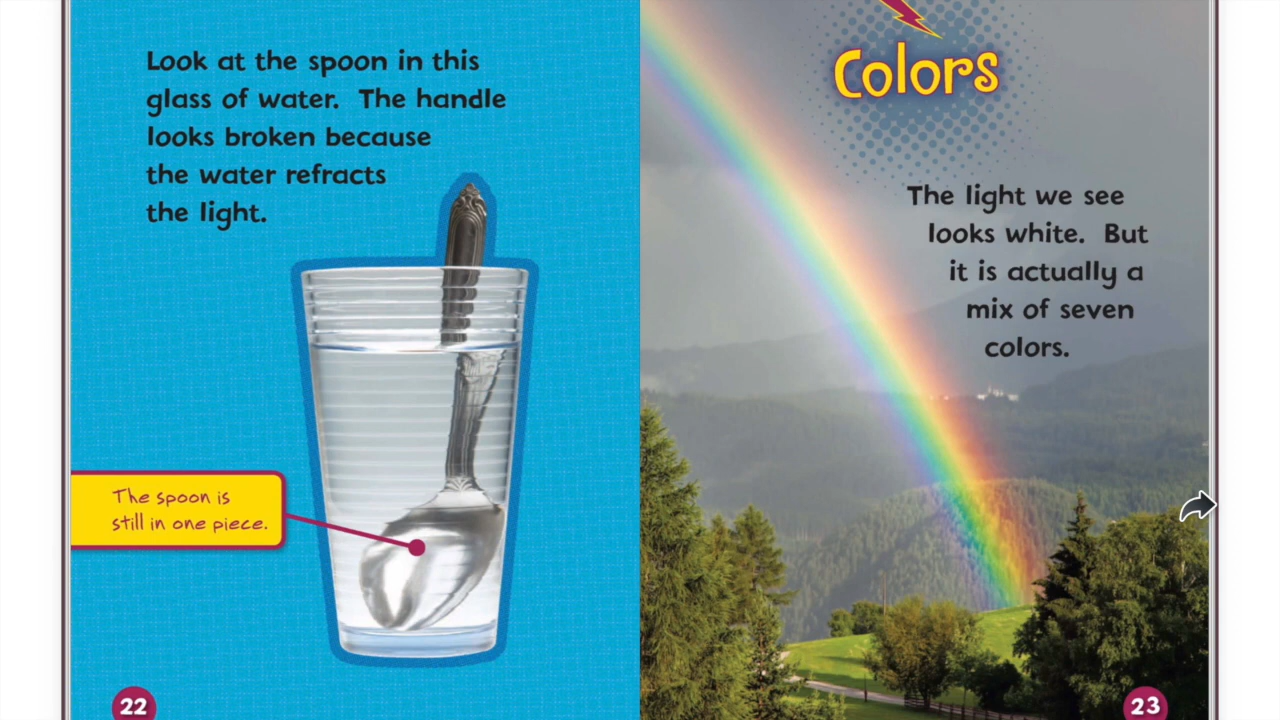 Look at the spoon in this
glass of water. The handle
looks broken because
the water refracts
the light.
The spoon is
still in one piece.
22
Colors
The light we see
looks white. But
it is actually a
mix of seven
colors.
23